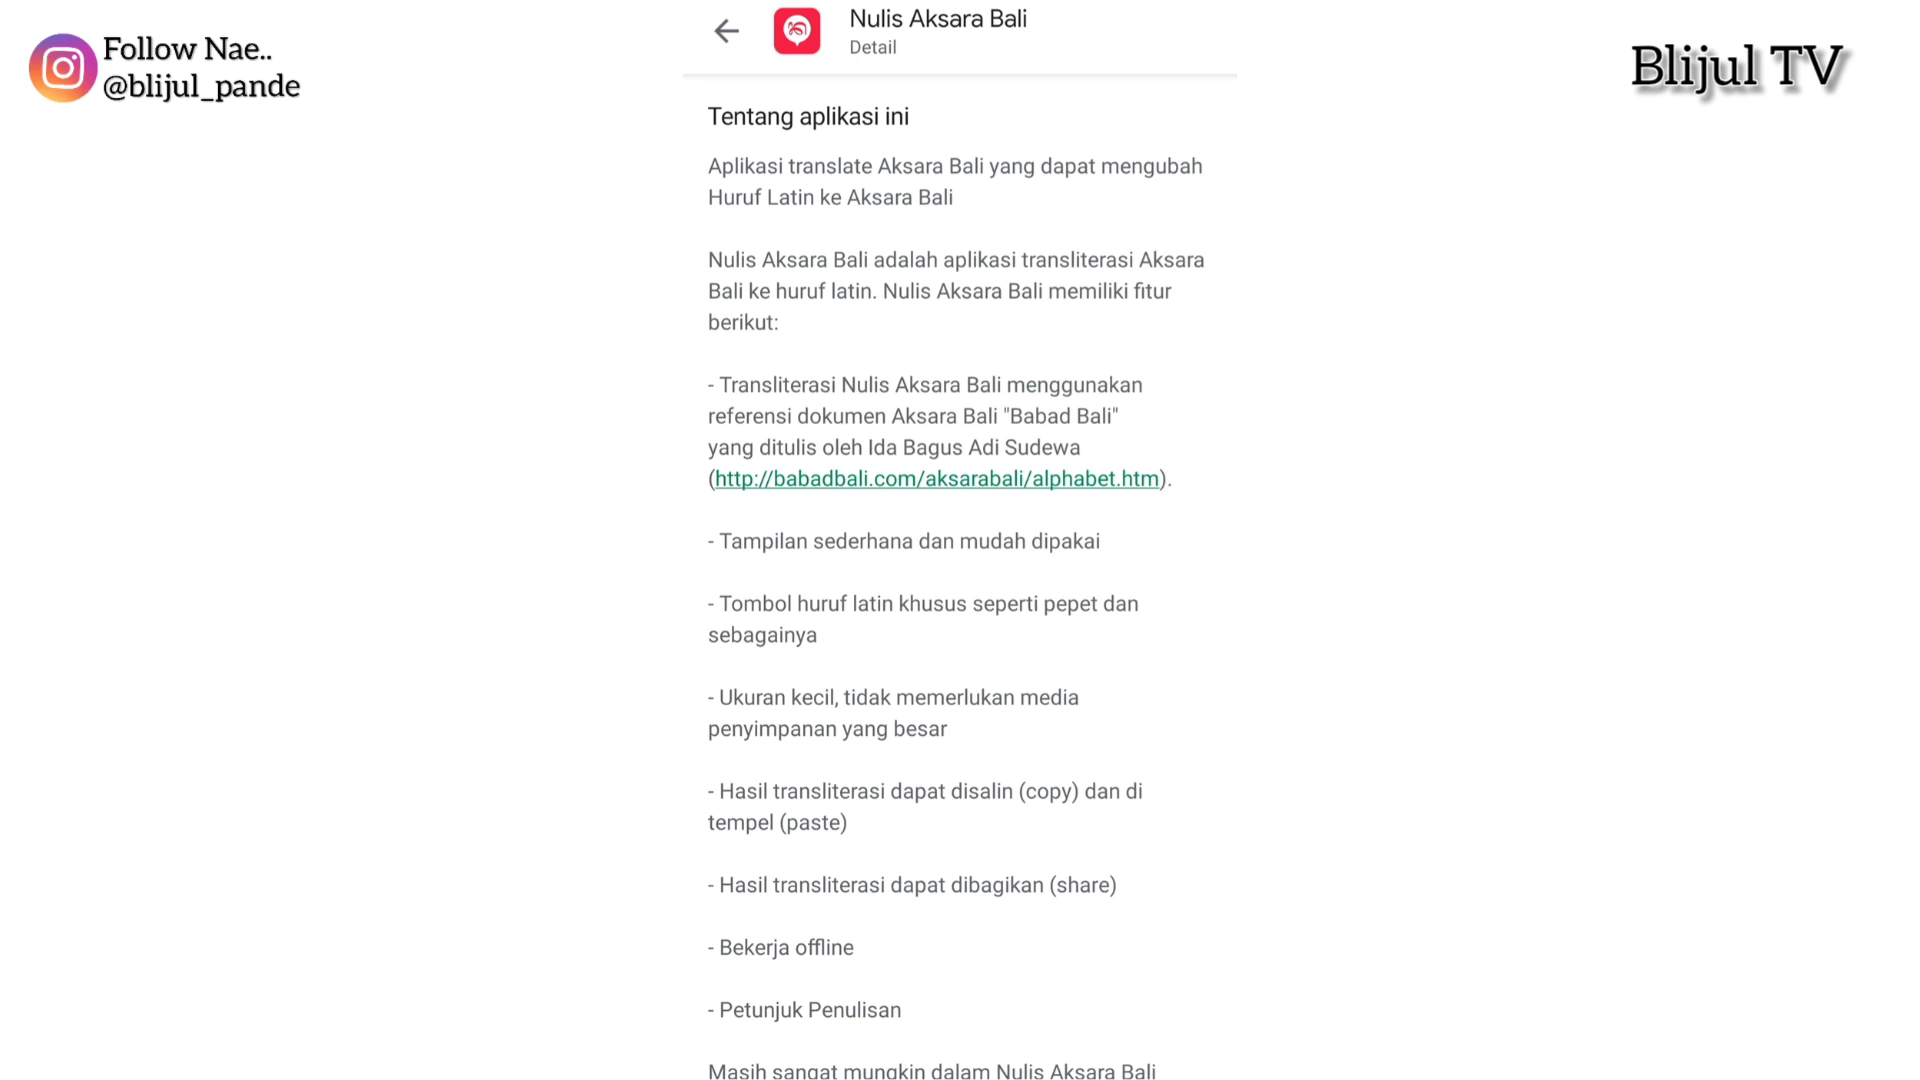 Follow Nae..
@blijul_pande
Nulis Aksara Bali
Detail
Blijul TV
Tentang aplikasi ini
Aplikasi translate Aksara Bali yang dapat mengubah
Huruf Latin ke Aksara Bali
Nulis Aksara Bali adalah aplikasi transliterasi Aksara
Bali ke huruf latin. Nulis Aksara Bali memiliki fitur
berikut:
- Transliterasi Nulis Aksara Bali menggunakan
referensi dokumen Aksara Bali "Babad Bali"
yang ditulis oleh Ida Bagus Adi Sudewa
(http://babadbali.com/aksarabali/alphabet.htm).
- Tampilan sederhana dan mudah dipakai
- Tombol huruf latin khusus seperti pepet dan
sebagainya
- Ukuran kecil, tidak memerlukan media
penyimpanan yang besar
- Hasil transliterasi dapat disalin (copy) dan di
tempel (paste)
- Hasil transliterasi dapat dibagikan (share)
- Bekerja offline
- Petunjuk Penulisan
Masih sangat mungkin dalam Nulis Aksara Bali